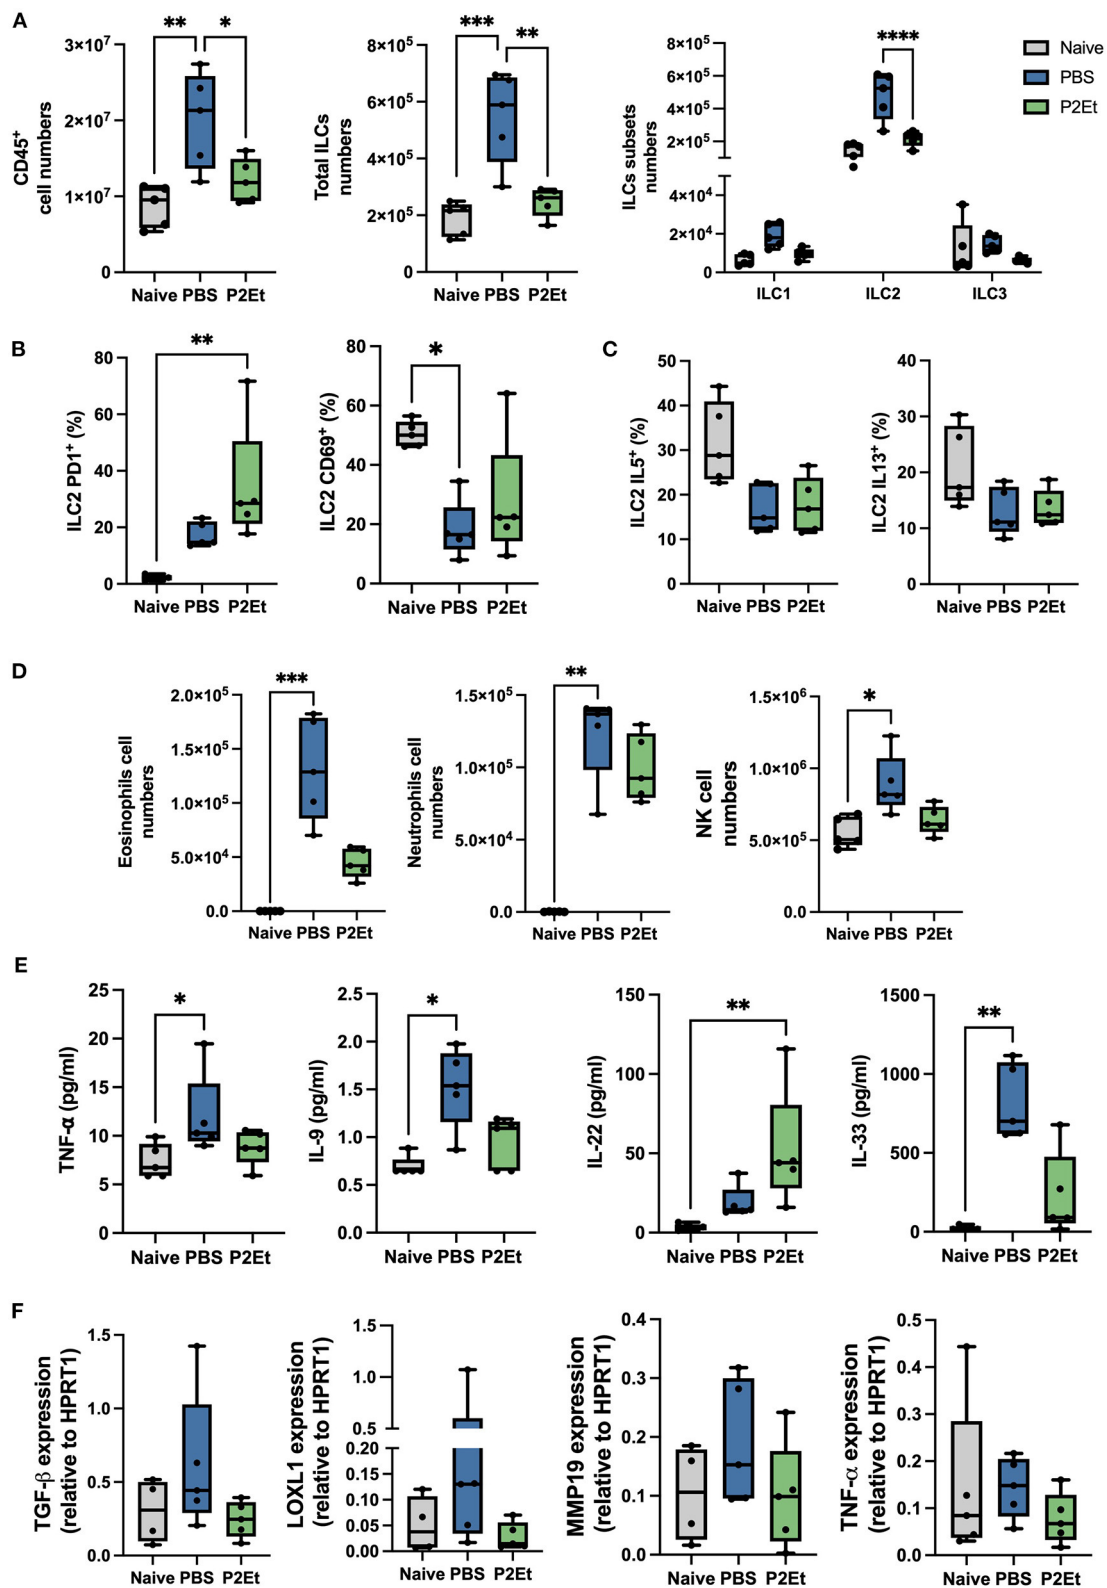 A
CD45⁺
cell numbers
3×10⁷
2×10⁷
1×10⁷
0
** *
Naive PBS P2Et
Total ILCs
numbers
8×10⁵
6×10⁵
4×10⁵
2×10⁵
0
*** **
Naive PBS P2Et
ILCs subsets
numbers
8×10⁵
6×10⁵
4×10⁵
2×10⁵
4×10⁴
2×10⁴
0
****
ILC1 ILC2 ILC3
Naive
PBS
P2Et
B
ILC2 PD1⁺ (%)
80
60
40
20
0
**
Naive PBS P2Et
ILC2 CD69⁺ (%)
80
60
40
20
0
*
Naive PBS P2Et
C
ILC2 IL5⁺ (%)
50
40
30
20
10
0
Naive PBS P2Et
ILC2 IL13⁺ (%)
40
30
20
10
0
Naive PBS P2Et
D
Eosinophils cell
numbers
2.0×10⁵
1.5×10⁵
1.0×10⁵
5.0×10⁴
0.0
***
Naive PBS P2Et
Neutrophils cell
numbers
1.5×10⁵
1.0×10⁵
5.0×10⁴
0.0
**
Naive PBS P2Et
NK cell
numbers
1.5×10⁶
1.0×10⁶
5.0×10⁵
0.0
*
Naive PBS P2Et
E
TNF-α (pg/ml)
25
20
15
10
5
0
*
Naive PBS P2Et
IL-9 (pg/ml)
2.5
2.0
1.5
1.0
0.5
0.0
*
Naive PBS P2Et
IL-22 (pg/ml)
150
100
50
0
**
Naive PBS P2Et
IL-33 (pg/ml)
1500
1000
500
0
**
Naive PBS P2Et
F
TGF-β expression
(relative to HPRT1)
1.5
1.0
0.5
0.0
Naive PBS P2Et
LOXL1 expression
(relative to HPRT1)
1.5
1.0
0.5
0.20
0.15
0.10
0.05
0.00
Naive PBS P2Et
MMP19 expression
(relative to HPRT1)
0.4
0.3
0.2
0.1
0.0
Naive PBS P2Et
TNF-α expression
(relative to HPRT1)
0.5
0.4
0.3
0.2
0.1
0.0
Naive PBS P2Et